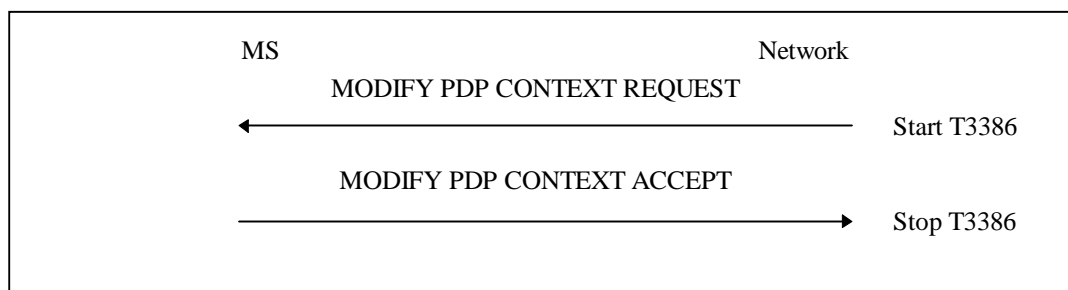 MS Network
MODIFY PDP CONTEXT REQUEST
Start T3386
MODIFY PDP CONTEXT ACCEPT
Stop T3386